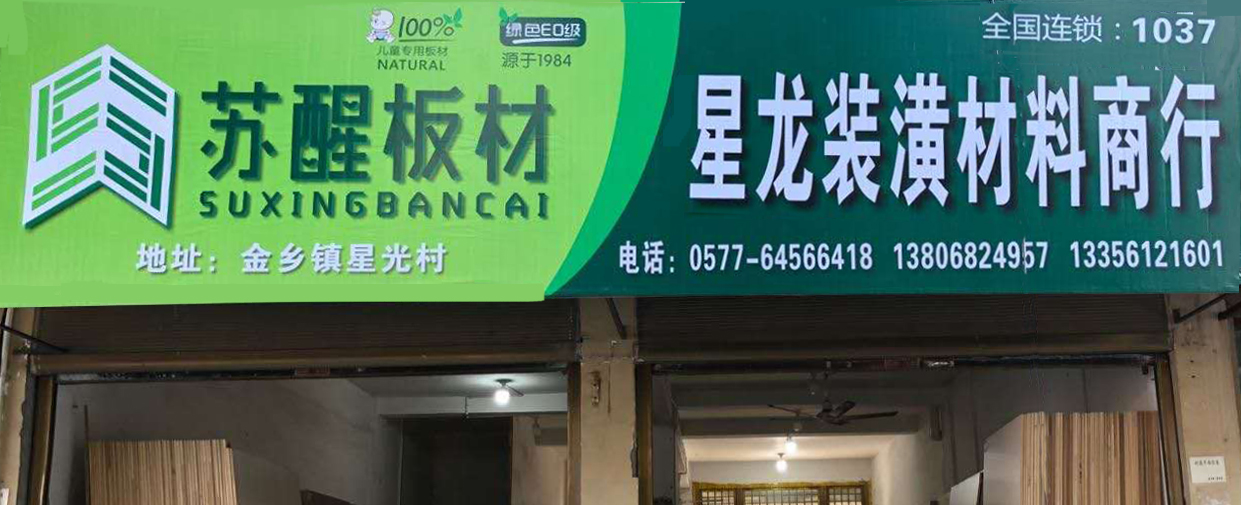 100%
儿童专用板材
NATURAL
绿色E0级
源于1984
苏醒板材
SUXINGBANCAI
地址：金乡镇星光村
全国连锁：1037
星龙装潢材料商行
电话：0577-64566418 13806824957 13356121601